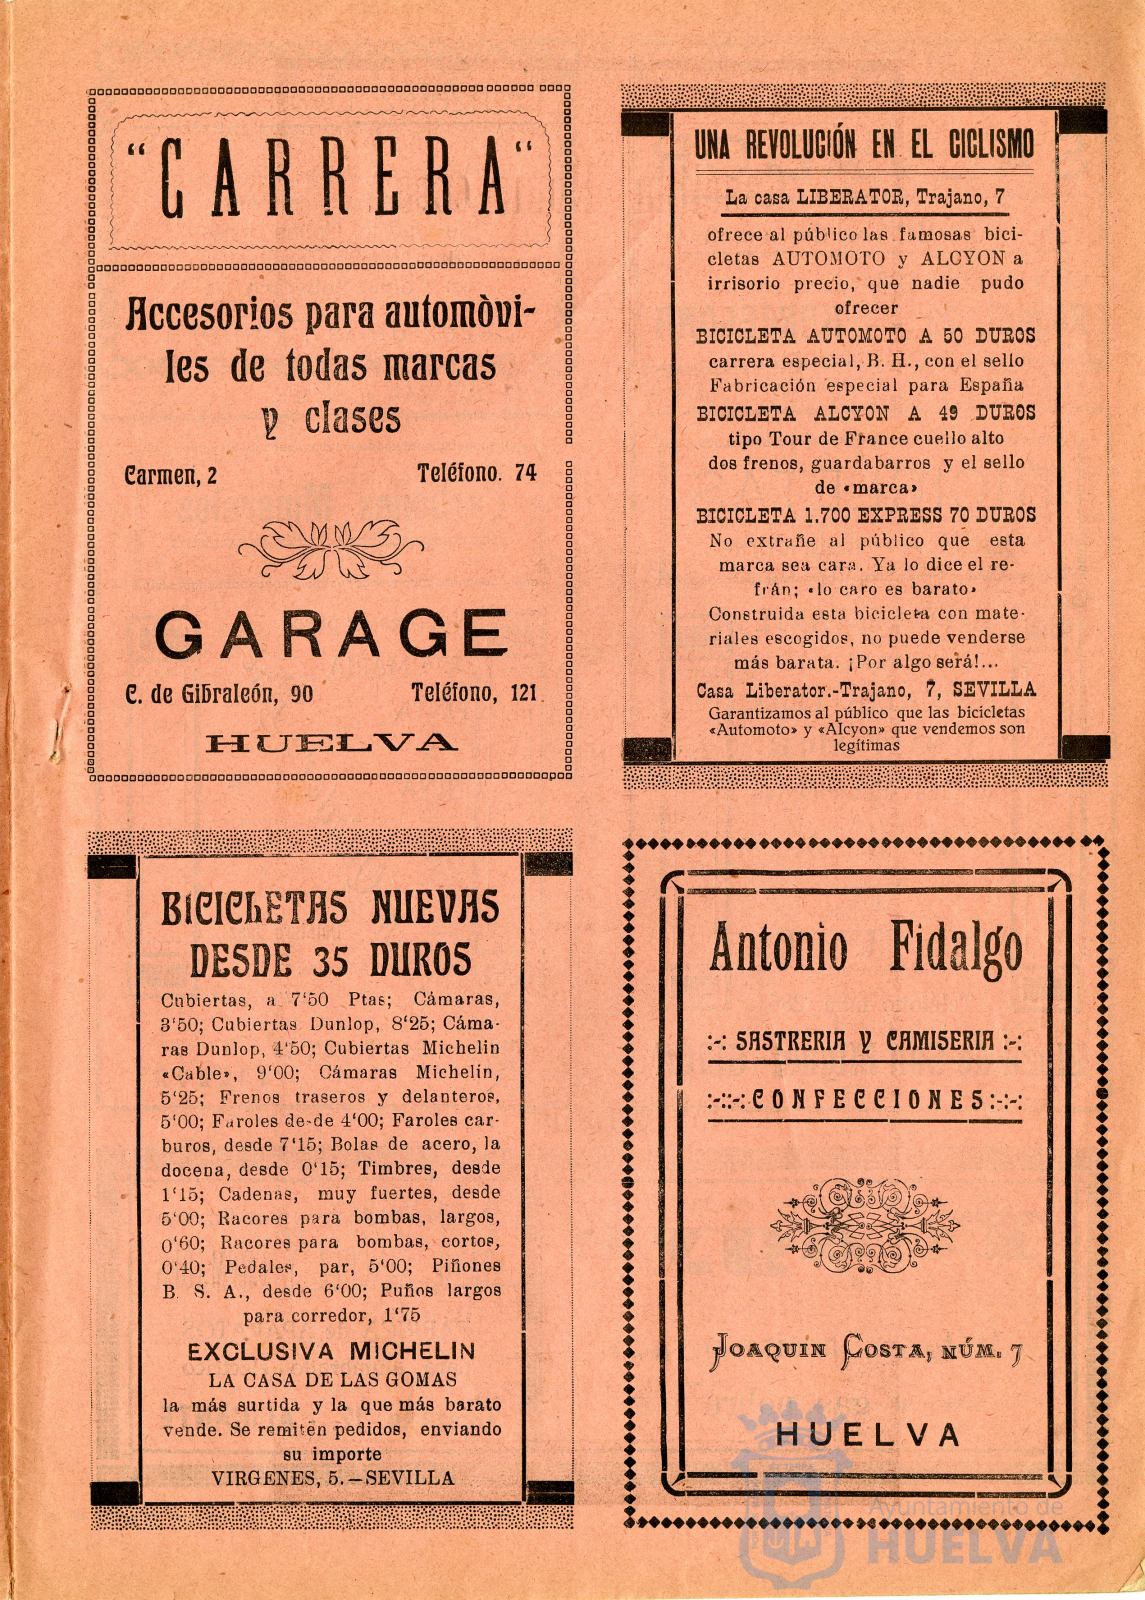 “CARRERA“
Accesorios para automòvi-
les de todas marcas
y clases
Carmen, 2 Teléfono. 74
GARAGE
C. de Gibraleón, 90 Teléfono, 121
HUELVA
UNA REVOLUCIÓN EN EL CICLISMO
La casa LIBERATOR, Trajano, 7
ofrece al público las famosas bici-
cletas AUTOMOTO y ALCYON a
irrisorio precio, que nadie pudo
ofrecer
BICICLETA AUTOMOTO A 50 DUROS
carrera especial, B. H., con el sello
Fabricación especial para España
BICICLETA ALCYON A 49 DUROS
tipo Tour de France cuello alto
dos frenos, guardabarros y el sello
de «marca»
BICICLETA 1.700 EXPRESS 70 DUROS
No extrañe al público que esta
marca sea cara. Ya lo dice el re-
frán; «lo caro es barato»
Construida esta bicicleta con mate-
riales escogidos, no puede venderse
más barata. ¡Por algo será!...
Casa Liberator.-Trajano, 7, SEVILLA
Garantizamos al público que las bicicletas
«Automoto» y «Alcyon» que vendemos son
legítimas
BICICLETAS NUEVAS
DESDE 35 DUROS
Cubiertas, a 7‘50 Ptas; Cámaras,
3‘50; Cubiertas Dunlop, 8‘25; Cáma-
ras Dunlop, 4‘50; Cubiertas Michelin
«Cable», 9‘00; Cámaras Michelín,
5‘25; Frenos traseros y delanteros,
5‘00; Faroles desde 4‘00; Faroles car-
buros, desde 7‘15; Bolas de acero, la
docena, desde 0‘15; Timbres, desde
1‘15; Cadenas, muy fuertes, desde
5‘00; Racores para bombas, largos,
0‘60; Racores para bombas, cortos,
0‘40; Pedales, par, 5‘00; Piñones
B. S. A., desde 6‘00; Puños largos
para corredor, 1‘75
EXCLUSIVA MICHELIN
LA CASA DE LAS GOMAS
la más surtida y la que más barato
vende. Se remiten pedidos, enviando
su importe
VIRGENES, 5.—SEVILLA
Antonio Fidalgo
:-: SASTRERIA Y CAMISERIA :-:
:-::-: CONFECCIONES :-:-:
JOAQUIN COSTA, NÚM. 7
HUELVA
Ayuntamiento de
HUELVA